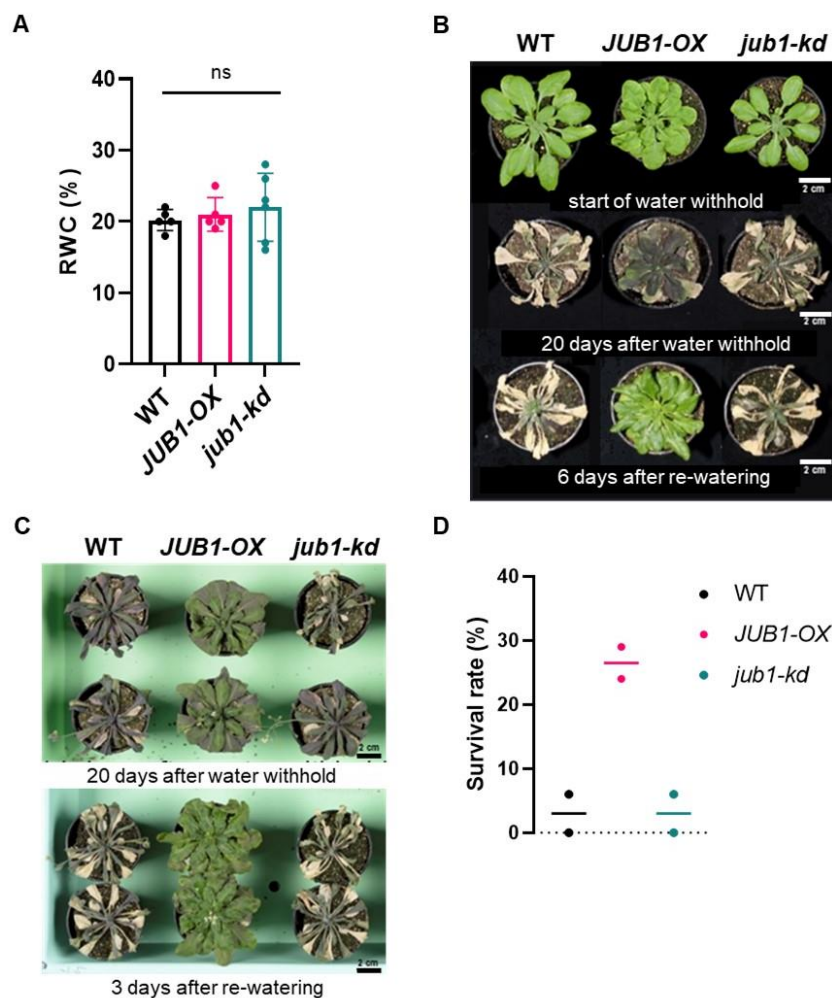 A
ns
40
30
20
10
0
RWC (%)
WT
JUB1-OX
jub1-kd
B
WT JUB1-OX jub1-kd
2 cm
start of water withhold
2 cm
20 days after water withhold
2 cm
6 days after re-watering
C
WT JUB1-OX jub1-kd
2 cm
20 days after water withhold
2 cm
3 days after re-watering
D
40
30
20
10
0
Survival rate (%)
WT
JUB1-OX
jub1-kd